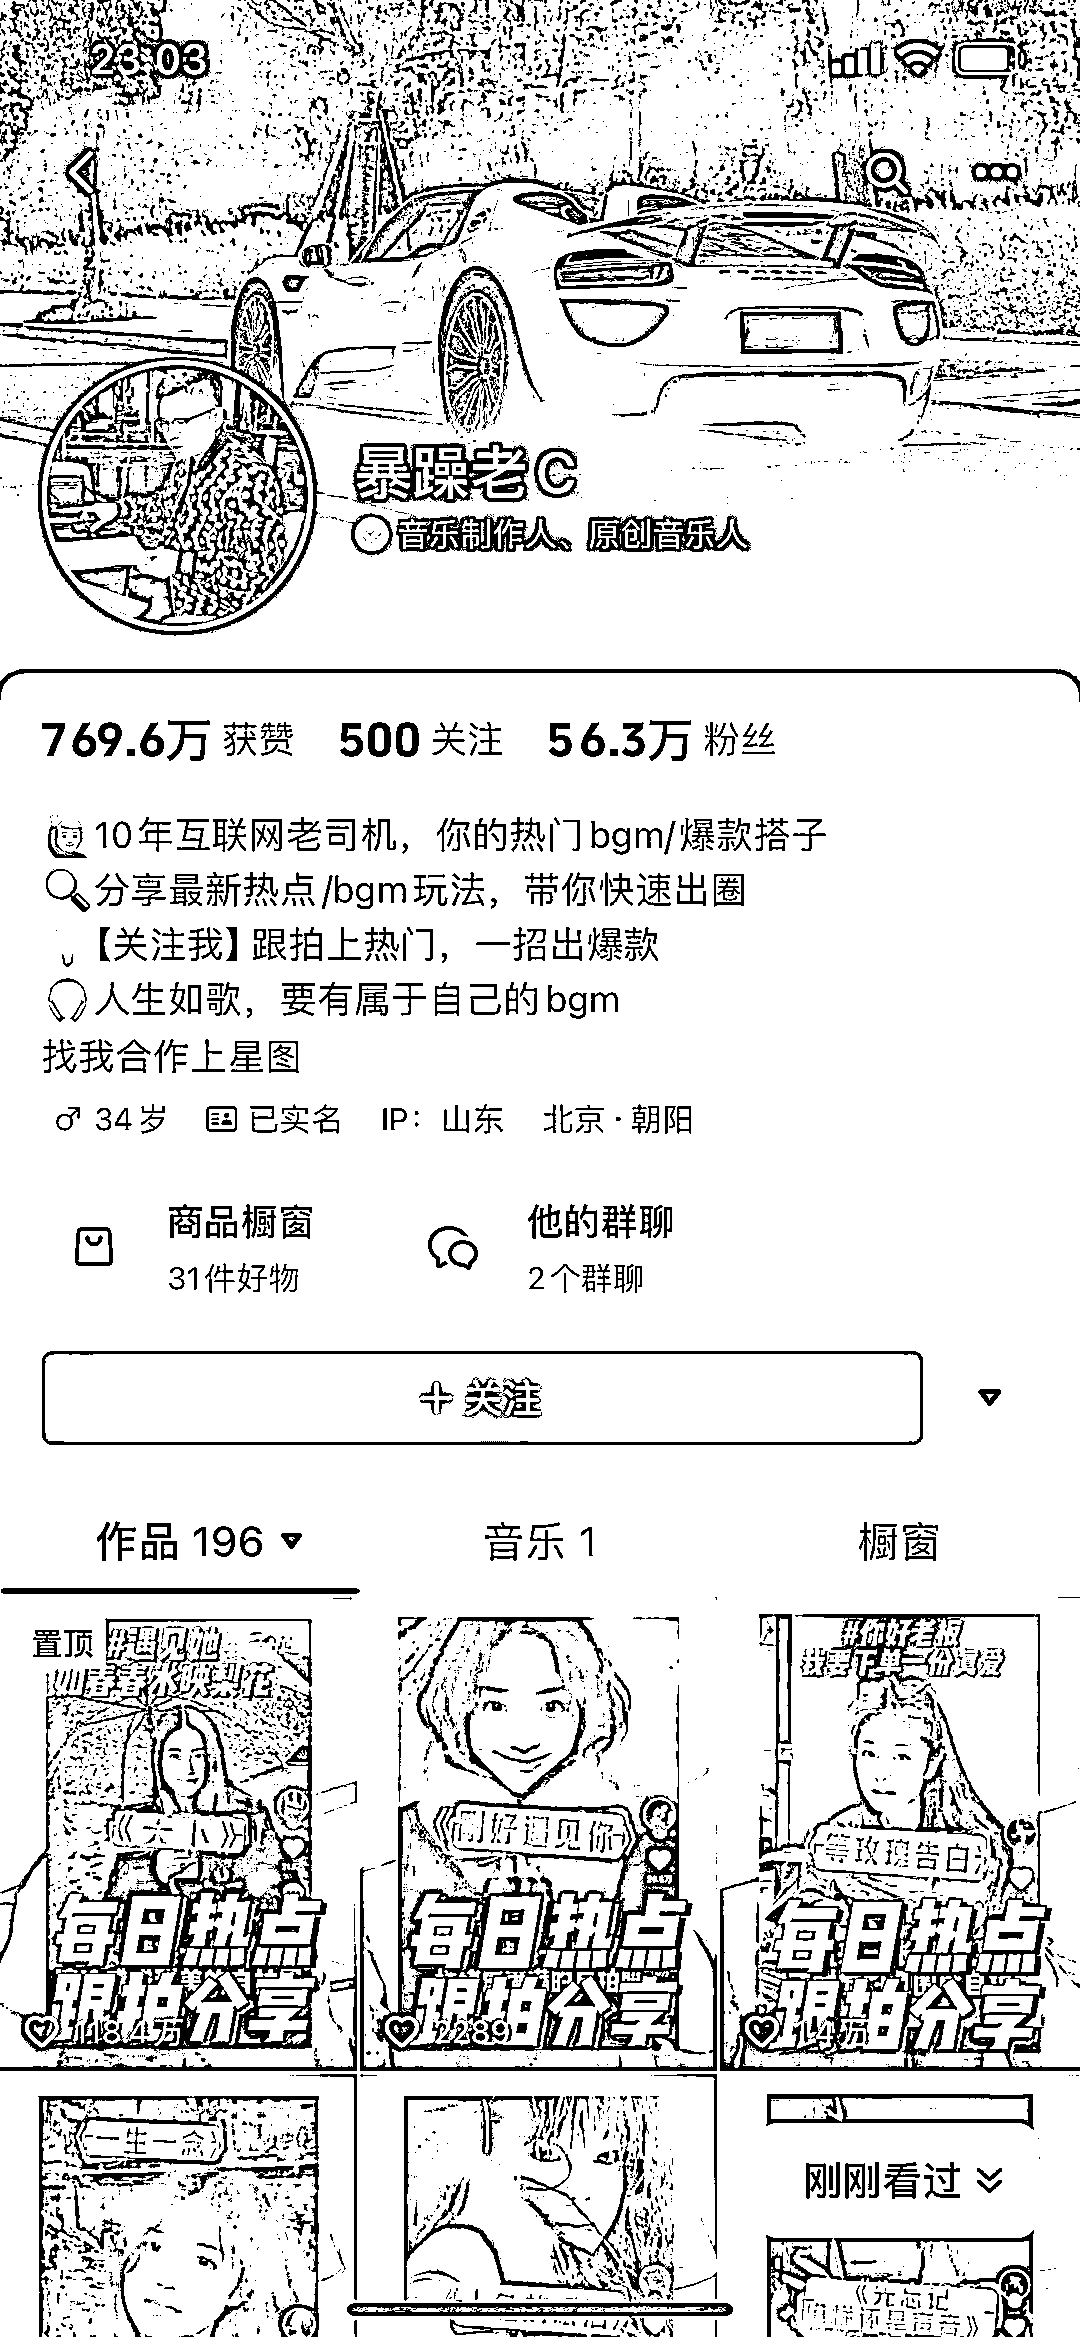 23:03
暴躁老C
音乐制作人、原创音乐人
769.6万 获赞 500 关注 56.3万 粉丝
10年互联网老司机，你的热门bgm/爆款搭子
分享最新热点/bgm玩法，带你快速出圈
【关注我】跟拍上热门，一招出爆款
人生如歌，要有属于自己的bgm
找我合作上星图
♂ 34岁 已实名 IP：山东 北京·朝阳
商品橱窗 他的群聊
31件好物 2个群聊
+ 关注
作品 196 音乐 1 橱窗
置顶 #遇见她
如春春水映梨花
#你好老板
我要下单一份真爱
刚好遇见你
等玫瑰告白
每日热点 每日热点 每日热点
跟拍分享 跟拍分享 跟拍分享
118.4万 2289 14万
一生一念
刚刚看过